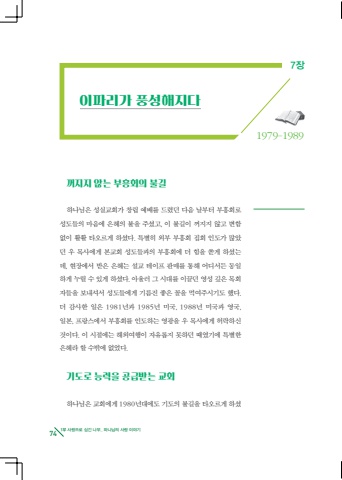 7장
이파리가 풍성해지다
1979-1989
꺼지지 않는 부흥회의 불길
하나님은 성실교회가 창립 예배를 드렸던 다음 날부터 부흥회로
성도들의 마음에 은혜의 불을 주셨고, 이 불길이 꺼지지 않고 변함
없이 활활 타오르게 하셨다. 특별히 외부 부흥회 집회 인도가 많았
던 우 목사에게 본교회 성도들과의 부흥회에 더 힘을 쏟게 하셨는
데, 현장에서 받은 은혜는 설교 테이프 판매를 통해 어디서든 동일
하게 누릴 수 있게 하셨다. 아울러 그 시대를 이끌던 영성 깊은 목회
자들을 보내셔서 성도들에게 기름진 좋은 꼴을 먹여주시기도 했다.
더 감사한 일은 1981년과 1985년 미국, 1988년 미국과 영국,
일본, 프랑스에서 부흥회를 인도하는 영광을 우 목사에게 허락하신
것이다. 이 시절에는 해외여행이 자유롭지 못하던 때였기에 특별한
은혜라 할 수밖에 없었다.
기도로 능력을 공급받는 교회
하나님은 교회에게 1980년대에도 기도의 불길을 타오르게 하셨
74 1부 사랑으로 심긴 나무, 하나님의 사랑 이야기